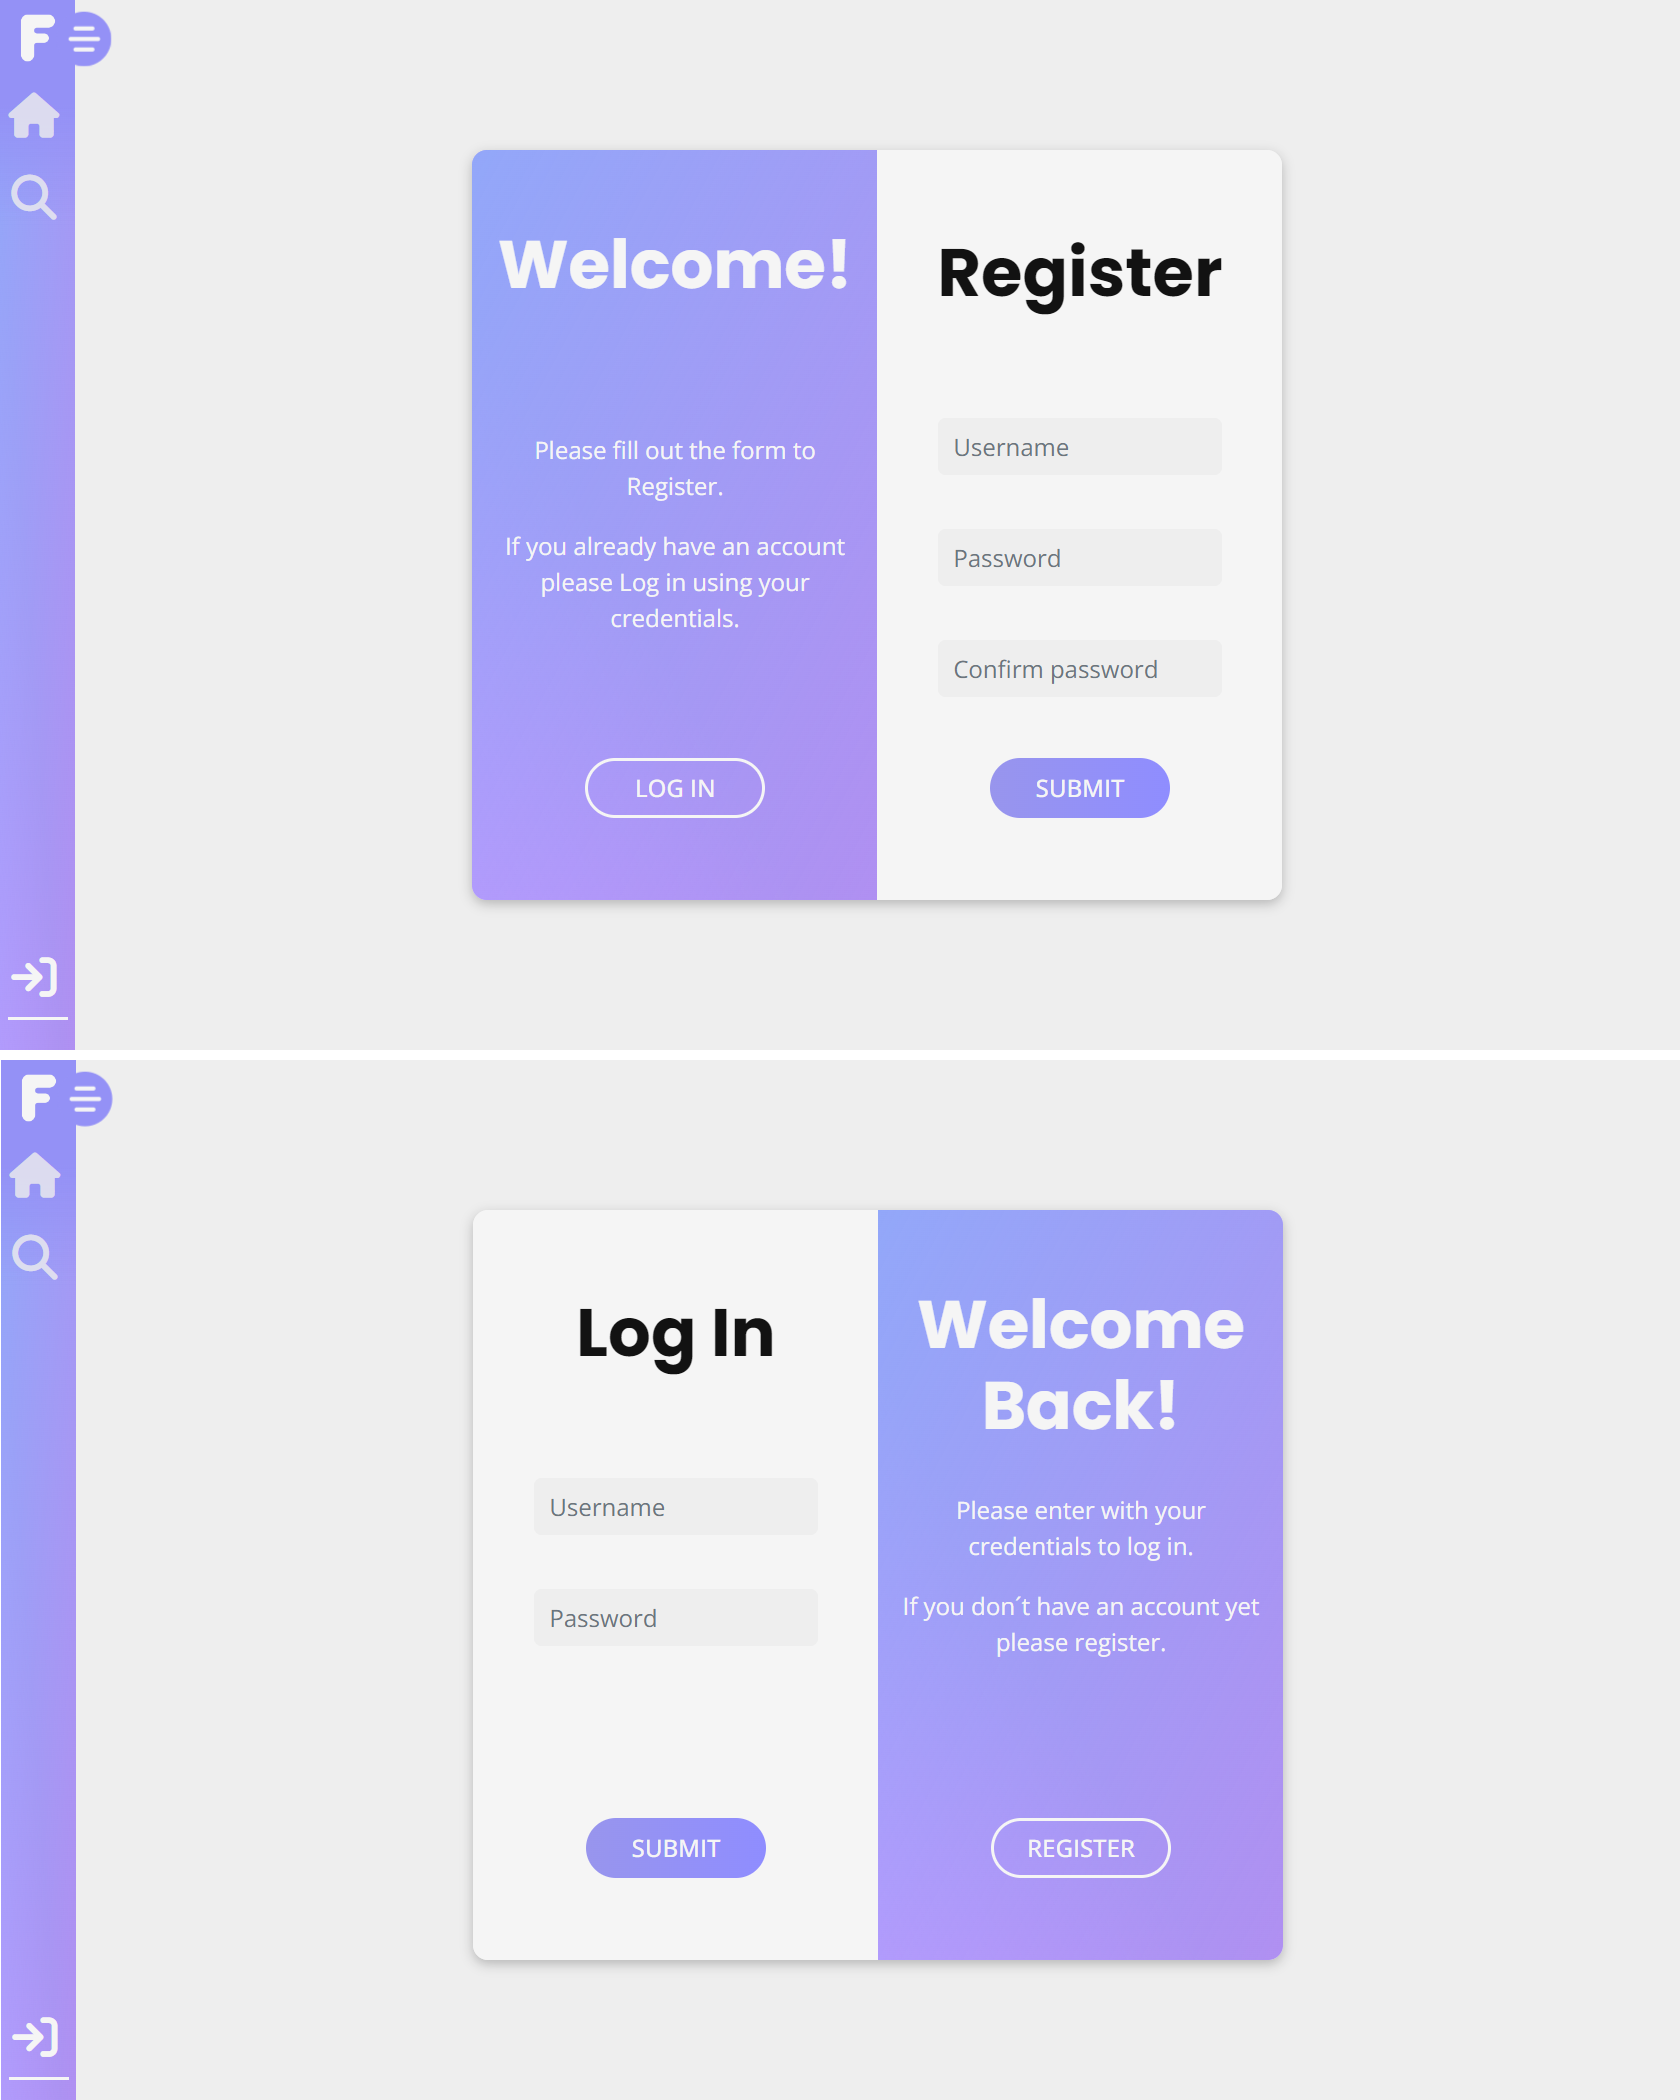 F
Welcome!
Please fill out the form to
Register.
If you already have an account
please Log in using your
credentials.
LOG IN
Register
Username
Password
Confirm password
SUBMIT
F
Log In
Username
Password
SUBMIT
Welcome
Back!
Please enter with your
credentials to log in.
If you don´t have an account yet
please register.
REGISTER